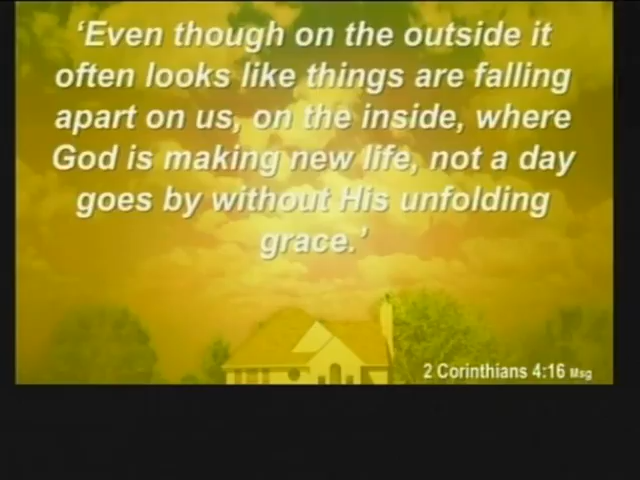 ‘Even though on the outside it
often looks like things are falling
apart on us, on the inside, where
God is making new life, not a day
goes by without His unfolding
grace.’
2 Corinthians 4:16 Msg